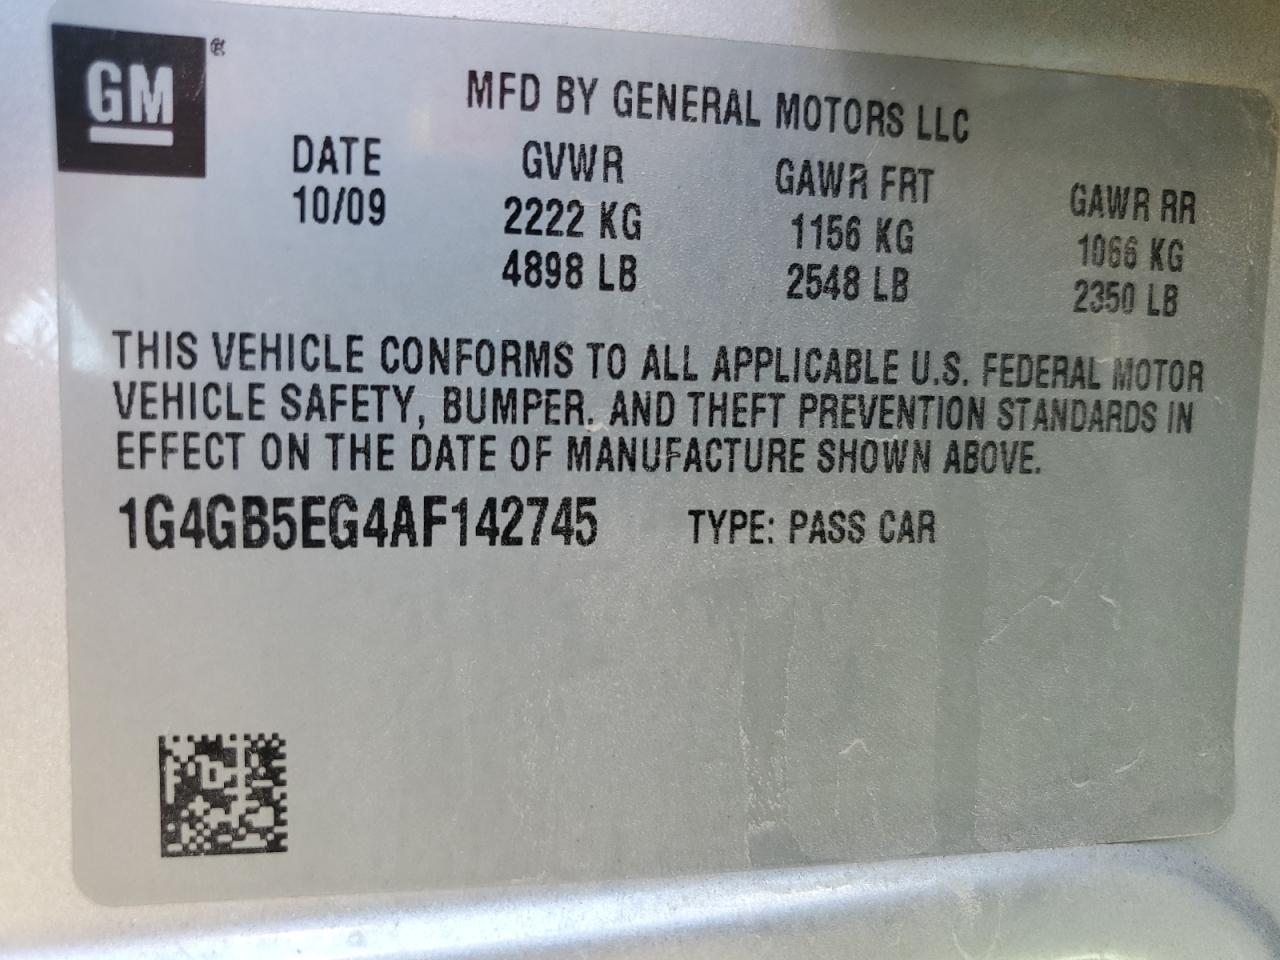 GM®
MFD BY GENERAL MOTORS LLC
DATE GVWR GAWR FRT GAWR RR
10/09 2222 KG 1156 KG 1066 KG
4898 LB 2548 LB 2350 LB
THIS VEHICLE CONFORMS TO ALL APPLICABLE U.S. FEDERAL MOTOR
VEHICLE SAFETY, BUMPER, AND THEFT PREVENTION STANDARDS IN
EFFECT ON THE DATE OF MANUFACTURE SHOWN ABOVE.
1G4GB5EG4AF142745 TYPE: PASS CAR